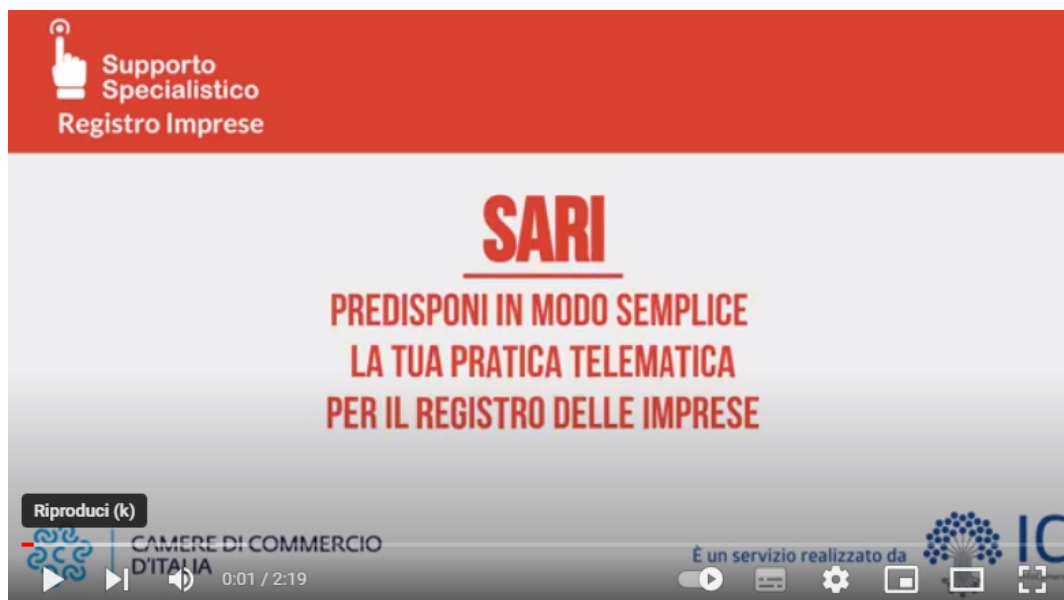 Supporto
Specialistico
Registro Imprese
SARI
PREDISPONI IN MODO SEMPLICE
LA TUA PRATICA TELEMATICA
PER IL REGISTRO DELLE IMPRESE
Riproduci (k)
CAMERE DI COMMERCIO
D'ITALIA
È un servizio realizzato da
IC
0:01 / 2:19